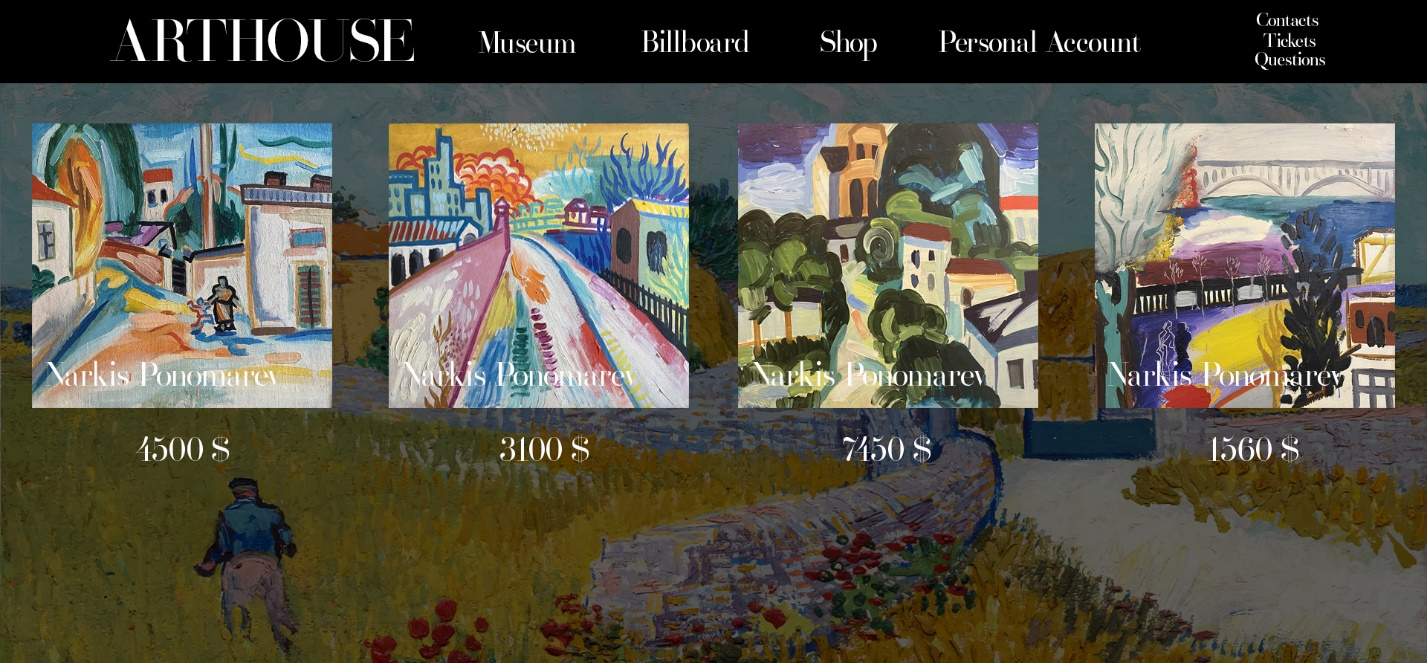 ARTHOUSE
Museum
Billboard
Shop
Personal Account
Contacts
Tickets
Questions
Narkis Ponomarev
Narkis Ponomarev
Narkis Ponomarev
Narkis Ponomarev
4500 $
3100 $
7450 $
1560 $